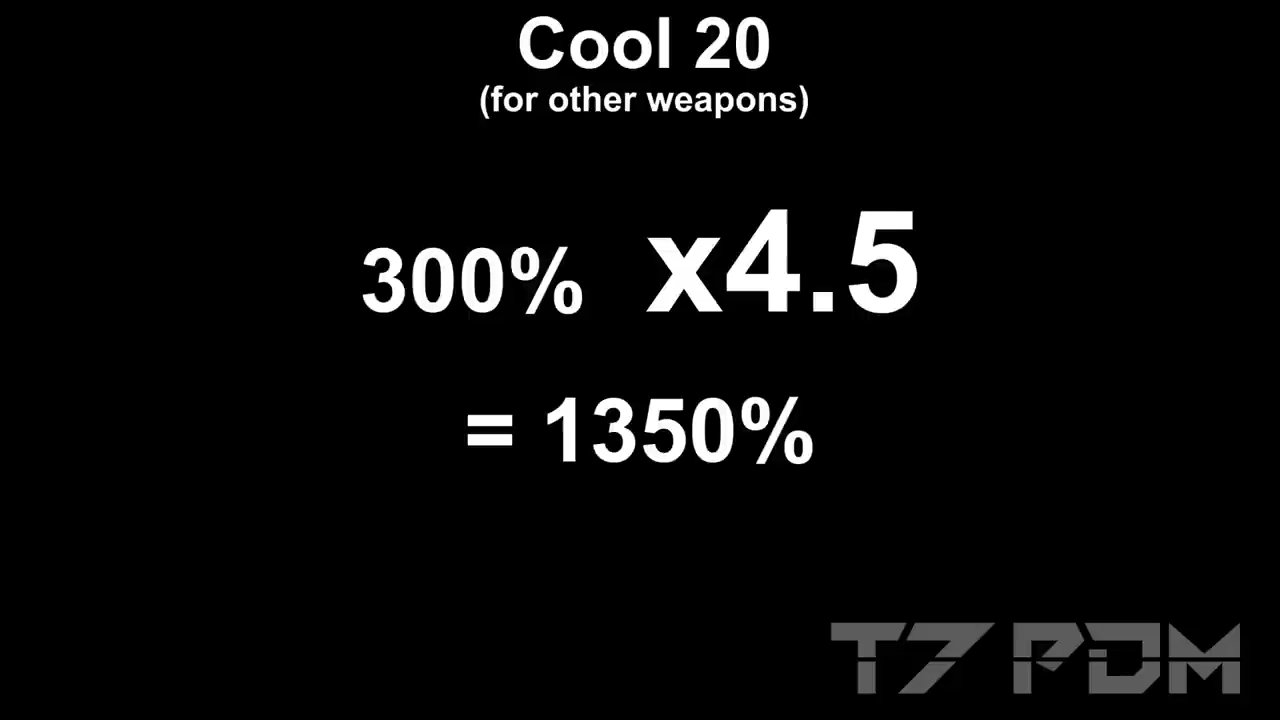 Cool 20
(for other weapons)
300% x4.5
= 1350%
T7 PDM